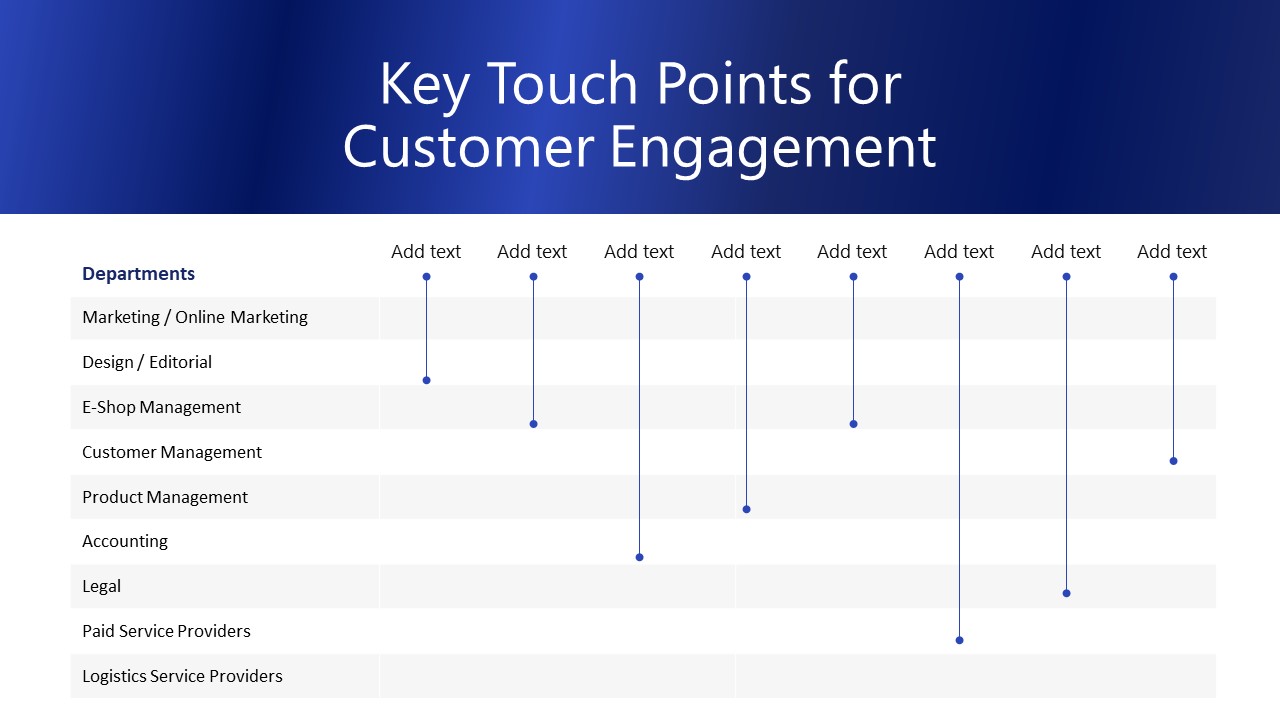 Key Touch Points for
Customer Engagement
Add text Add text Add text Add text Add text Add text Add text Add text
Departments
Marketing / Online Marketing
Design / Editorial
E-Shop Management
Customer Management
Product Management
Accounting
Legal
Paid Service Providers
Logistics Service Providers